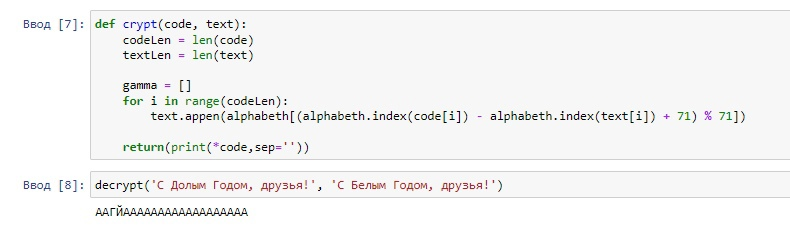 Ввод [7]: def crypt(code, text):
codeLen = len(code)
textLen = len(text)
gamma = []
for i in range(codeLen):
text.appen(alphabeth[(alphabeth.index(code[i]) - alphabeth.index(text[i]) + 71) % 71])
return(print(*code,sep=''))
Ввод [8]: decrypt('С Долым Годом, друзья!', 'С Белым Годом, друзья!')
ААГЙАААААААААААААААААА